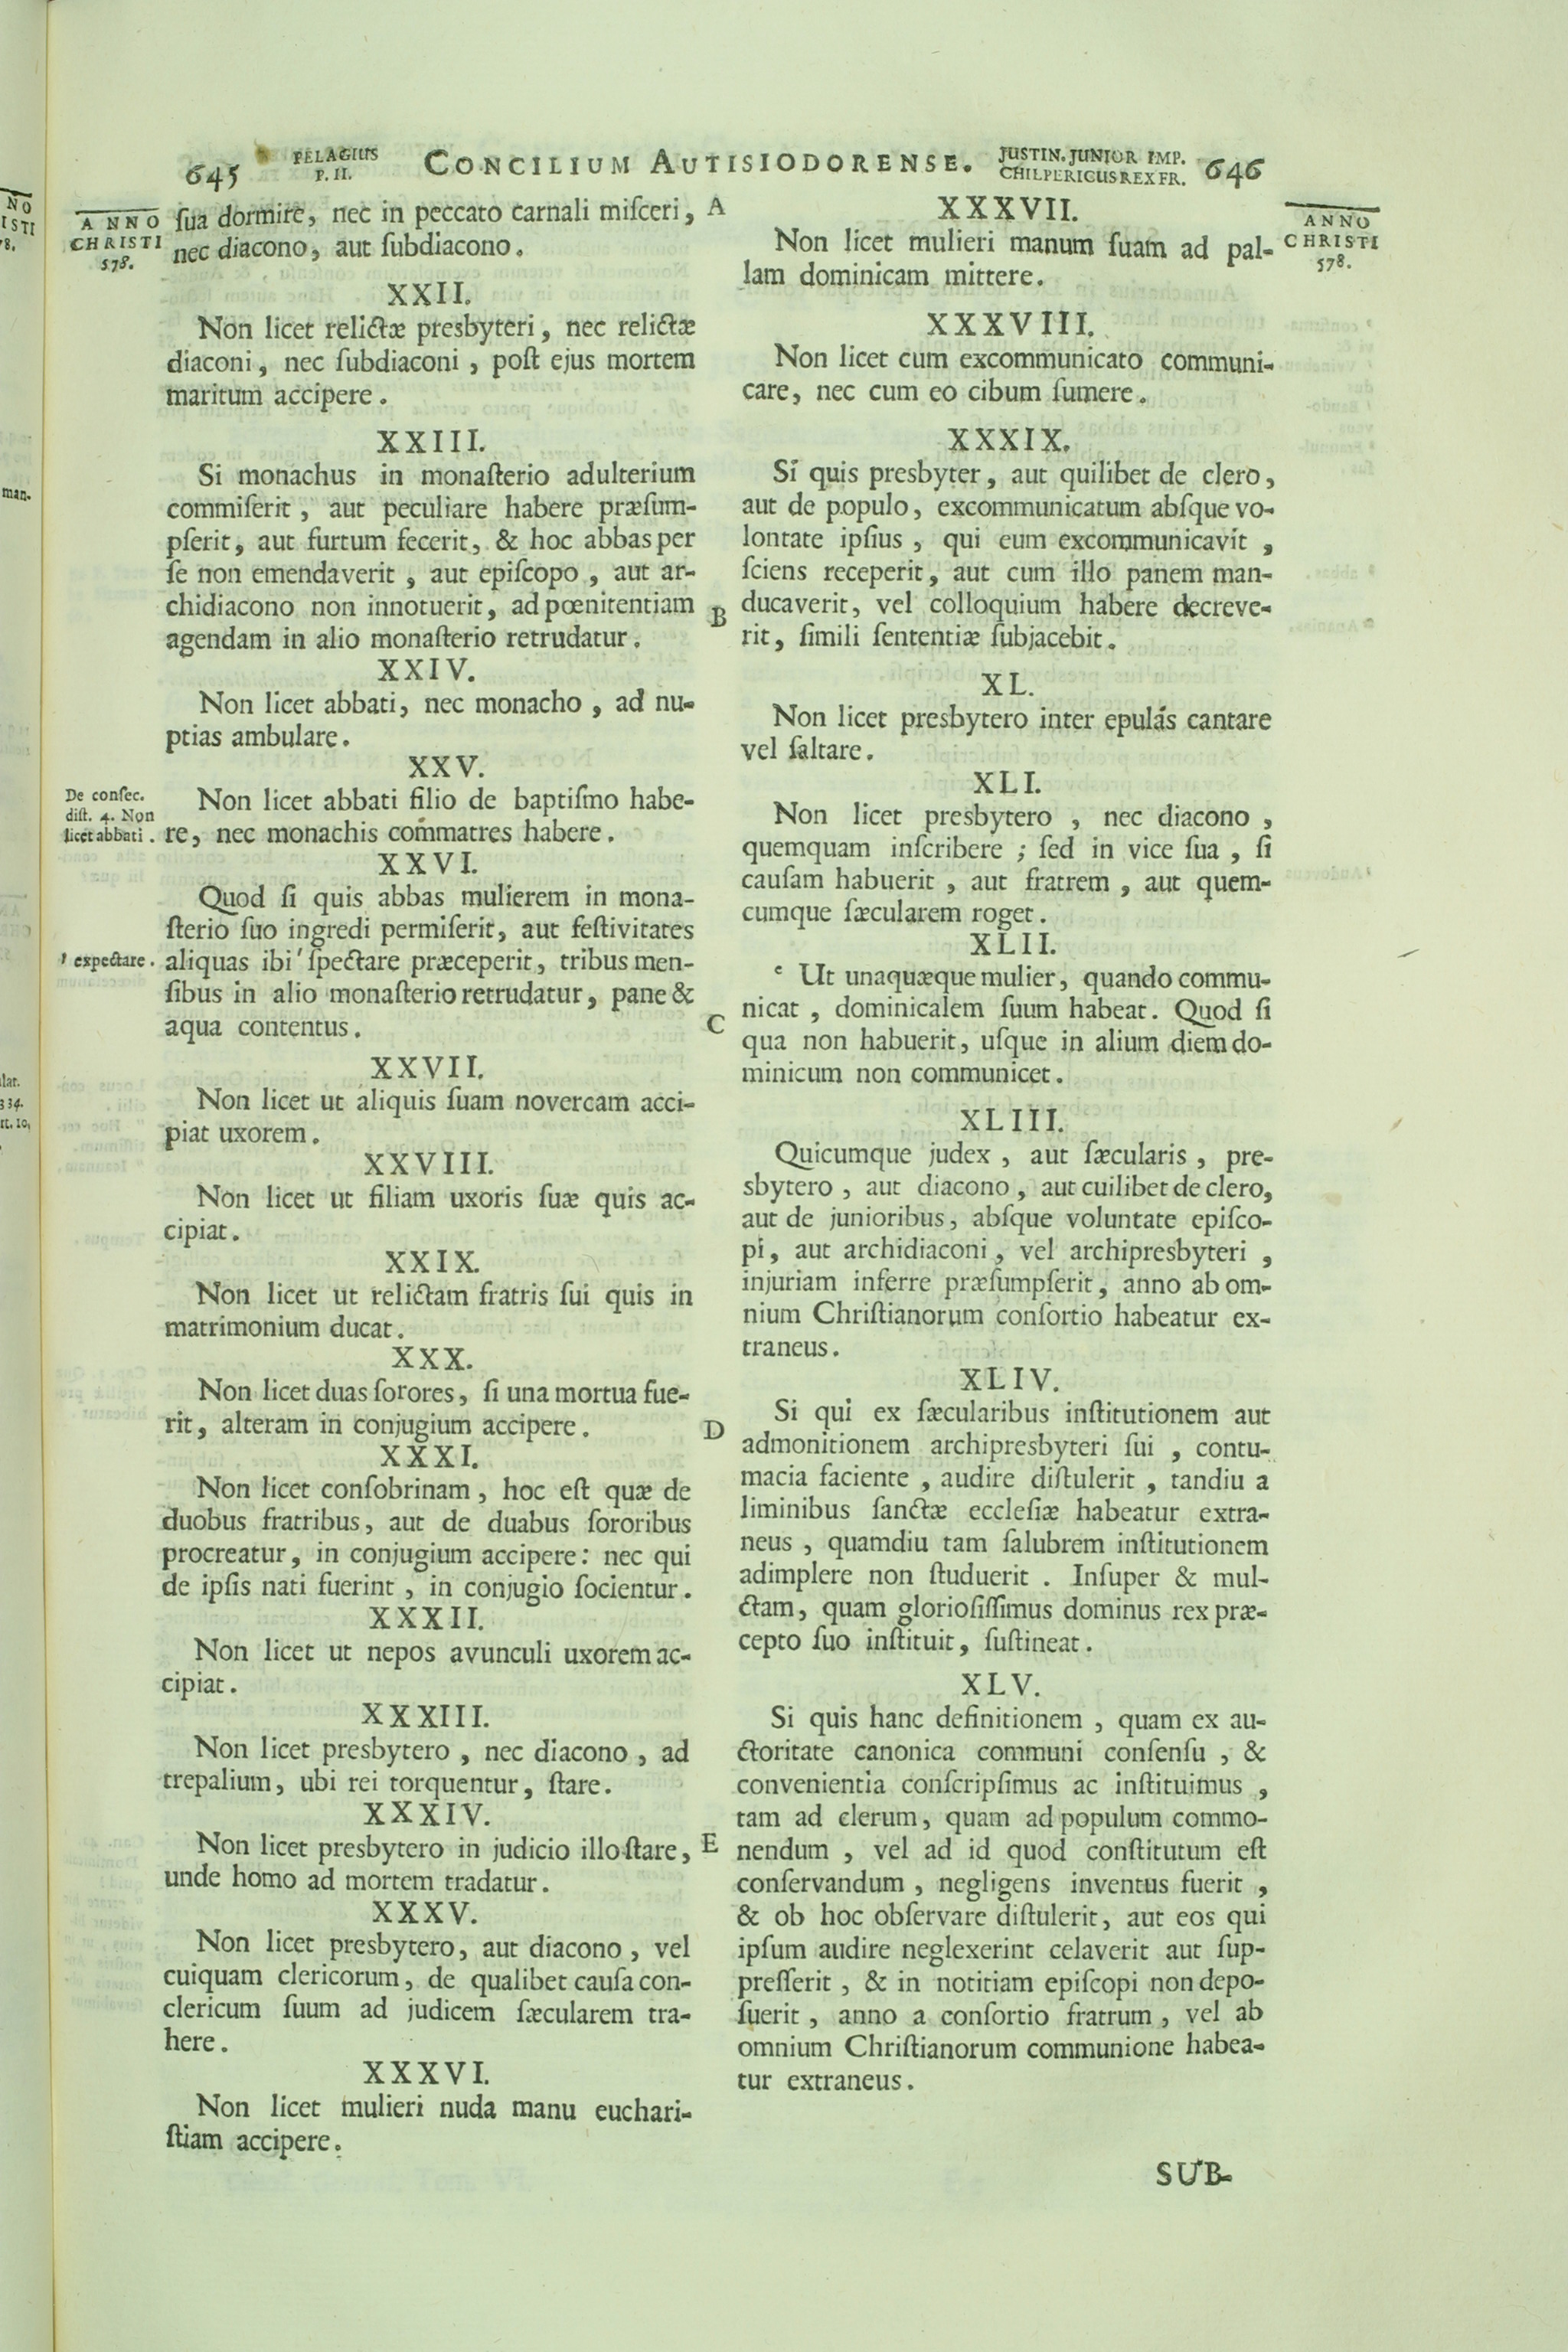 645 PELAGIUS P. II. CONCILIUM AUTISIODORENSE. JUSTIN. JUNIOR IMP. CHILPERICUS REX FR. 646
ANNO
CHRISTI
578.
ſua dormire, nec in peccato carnali miſceri,
nec diacono, aut ſubdiacono.
XXII.
Non licet relictæ presbyteri, nec relictæ
diaconi, nec ſubdiaconi, poſt ejus mortem
maritum accipere.
XXIII.
Si monachus in monaſterio adulterium
commiſerit, aut peculiare habere præſum-
pſerit, aut furtum fecerit, & hoc abbas per
ſe non emendaverit, aut epiſcopo, aut ar-
chidiacono non innotuerit, ad pœnitentiam
agendam in alio monaſterio retrudatur.
XXIV.
Non licet abbati, nec monacho, ad nu-
ptias ambulare.
XXV.
De conſec.
diſt. 4. Non
licet abbati.
Non licet abbati filio de baptiſmo habe-
re, nec monachis commatres habere.
XXVI.
Quod ſi quis abbas mulierem in mona-
ſterio ſuo ingredi permiſerit, aut feſtivitates
' expectare.
aliquas ibi ' ſpectare præceperit, tribus men-
ſibus in alio monaſterio retrudatur, pane &
aqua contentus.
XXVII.
Non licet ut aliquis ſuam novercam acci-
piat uxorem.
XXVIII.
Non licet ut filiam uxoris ſuæ quis ac-
cipiat.
XXIX.
Non licet ut relictam fratris ſui quis in
matrimonium ducat.
XXX.
Non licet duas ſorores, ſi una mortua fue-
rit, alteram in conjugium accipere.
XXXI.
Non licet conſobrinam, hoc eſt quæ de
duobus fratribus, aut de duabus ſororibus
procreatur, in conjugium accipere: nec qui
de ipſis nati fuerint, in conjugio ſocientur.
XXXII.
Non licet ut nepos avunculi uxorem ac-
cipiat.
XXXIII.
Non licet presbytero, nec diacono, ad
trepalium, ubi rei torquentur, ſtare.
XXXIV.
Non licet presbytero in judicio illo ſtare,
unde homo ad mortem tradatur.
XXXV.
Non licet presbytero, aut diacono, vel
cuiquam clericorum, de qualibet cauſa con-
clericum ſuum ad judicem ſæcularem tra-
here.
XXXVI.
Non licet mulieri nuda manu euchari-
ſtiam accipere.
A
B
C
D
E
XXXVII.
Non licet mulieri manum ſuam ad pal-
lam dominicam mittere.
ANNO
CHRISTI
578.
XXXVIII.
Non licet cum excommunicato communi-
care, nec cum eo cibum ſumere.
XXXIX.
Si quis presbyter, aut quilibet de clero,
aut de populo, excommunicatum abſque vo-
lontate ipſius, qui eum excommunicavit,
ſciens receperit, aut cum illo panem man-
ducaverit, vel colloquium habere decreve-
rit, ſimili ſententiæ ſubjacebit.
XL.
Non licet presbytero inter epulás cantare
vel ſaltare.
XLI.
Non licet presbytero, nec diacono,
quemquam inſcribere; ſed in vice ſua, ſi
cauſam habuerit, aut fratrem, aut quem-
cumque ſæcularem roget.
XLII.
c Ut unaquæque mulier, quando commu-
nicat, dominicalem ſuum habeat. Quod ſi
qua non habuerit, uſque in alium diem do-
minicum non communicet.
XLIII.
Quicumque judex, aut ſæcularis, pre-
sbytero, aut diacono, aut cuilibet de clero,
aut de junioribus, abſque voluntate epiſco-
pi, aut archidiaconi, vel archipresbyteri,
injuriam inferre præſumpſerit, anno ab om-
nium Chriſtianorum conſortio habeatur ex-
traneus.
XLIV.
Si qui ex ſæcularibus inſtitutionem aut
admonitionem archipresbyteri ſui, contu-
macia faciente, audire diſtulerit, tandiu a
liminibus ſanctæ eccleſiæ habeatur extra-
neus, quamdiu tam ſalubrem inſtitutionem
adimplere non ſtuduerit. Inſuper & mul-
ctam, quam glorioſiſſimus dominus rex præ-
cepto ſuo inſtituit, ſuſtineat.
XLV.
Si quis hanc definitionem, quam ex au-
ctoritate canonica communi conſenſu, &
convenientia conſcripſimus ac inſtituimus,
tam ad clerum, quam ad populum commo-
nendum, vel ad id quod conſtitutum eſt
conſervandum, negligens inventus fuerit,
& ob hoc obſervare diſtulerit, aut eos qui
ipſum audire neglexerint celaverit aut ſup-
preſſerit, & in notitiam epiſcopi non depo-
ſuerit, anno a conſortio fratrum, vel ab
omnium Chriſtianorum communione habea-
tur extraneus.
SUB-